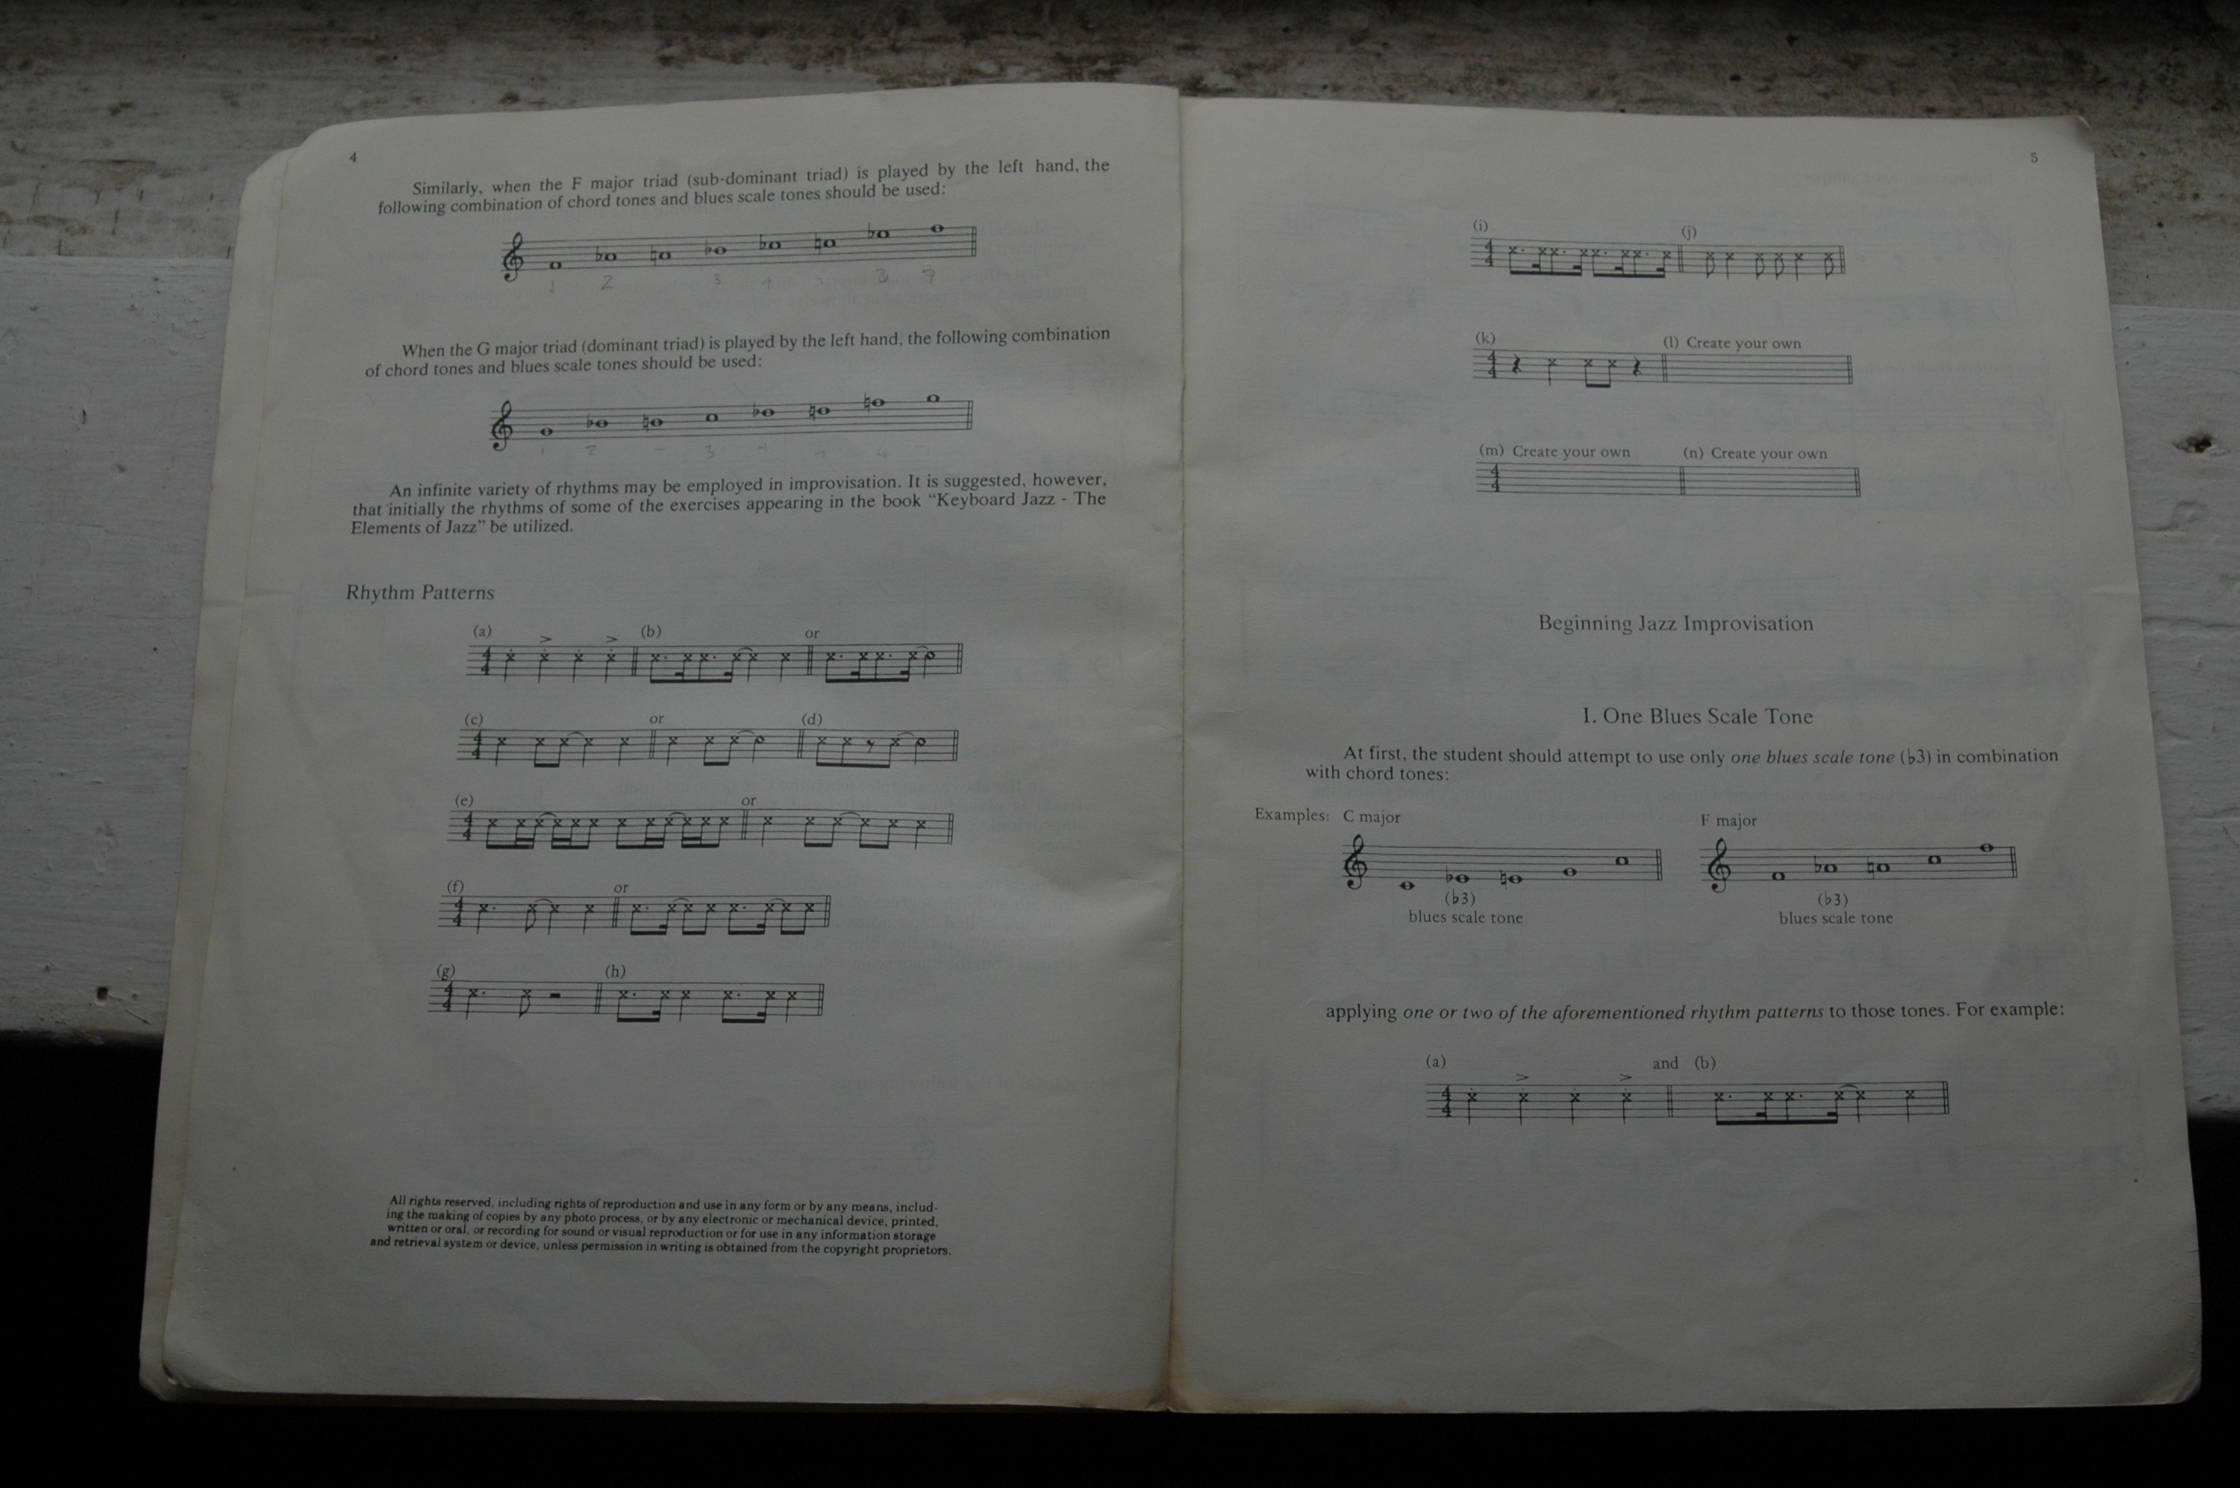 4
Similarly, when the F major triad (sub-dominant triad) is played by the left hand, the
following combination of chord tones and blues scale tones should be used:
1 2 3 4 5 6 7
When the G major triad (dominant triad) is played by the left hand, the following combination
of chord tones and blues scale tones should be used:
An infinite variety of rhythms may be employed in improvisation. It is suggested, however,
that initially the rhythms of some of the exercises appearing in the book “Keyboard Jazz - The
Elements of Jazz” be utilized.
Rhythm Patterns
(a) (b) or
(c) or (d)
(e) or
(f) or
(g) (h)
All rights reserved, including rights of reproduction and use in any form or by any means, includ-
ing the making of copies by any photo process, or by any electronic or mechanical device, printed,
written or oral, or recording for sound or visual reproduction or for use in any information storage
and retrieval system or device, unless permission in writing is obtained from the copyright proprietors.
5
(i) (j)
(k) (l) Create your own
(m) Create your own (n) Create your own
Beginning Jazz Improvisation
I. One Blues Scale Tone
At first, the student should attempt to use only one blues scale tone (♭3) in combination
with chord tones:
Examples: C major F major
(♭3) (♭3)
blues scale tone blues scale tone
applying one or two of the aforementioned rhythm patterns to those tones. For example:
(a) and (b)